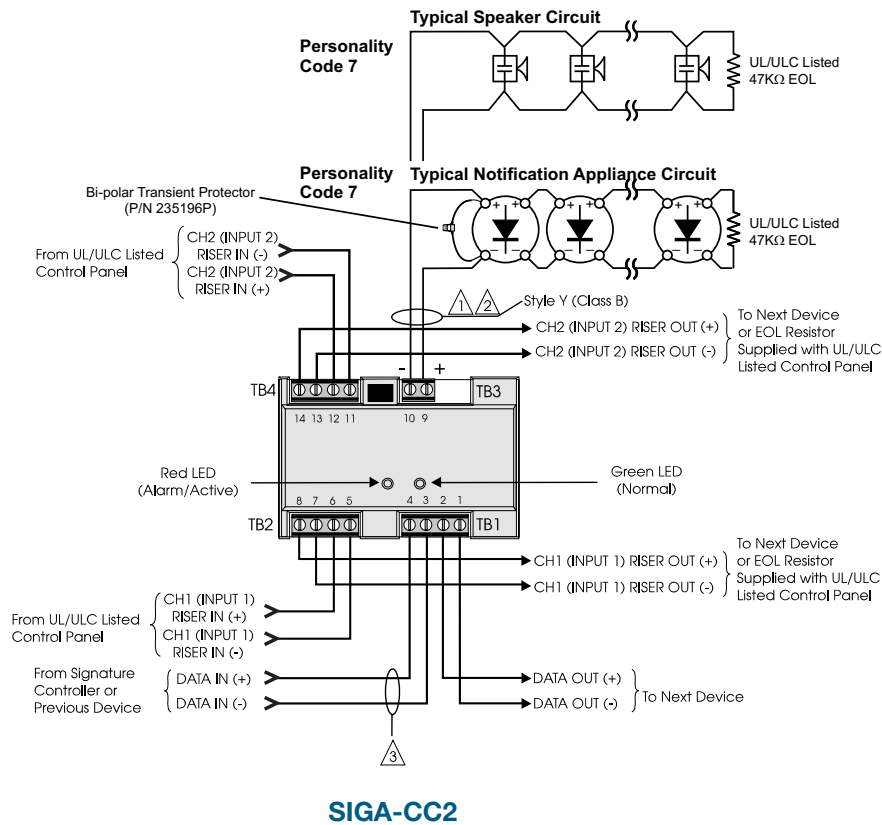 Typical Speaker Circuit
Personality
Code 7
UL/ULC Listed
47KΩ EOL
Personality
Code 7
Typical Notification Appliance Circuit
Bi-polar Transient Protector
(P/N 235196P)
+ + + + + +
- - - - - -
UL/ULC Listed
47KΩ EOL
From UL/ULC Listed
Control Panel
CH2 (INPUT 2)
RISER IN (-)
CH2 (INPUT 2)
RISER IN (+)
1 2
Style Y (Class B)
CH2 (INPUT 2) RISER OUT (+)
CH2 (INPUT 2) RISER OUT (-)
To Next Device
or EOL Resistor
Supplied with UL/ULC
Listed Control Panel
- +
TB4
TB3
14 13 12 11
10 9
Red LED
(Alarm/Active)
Green LED
(Normal)
8 7 6 5
4 3 2 1
TB2
TB1
CH1 (INPUT 1) RISER OUT (+)
CH1 (INPUT 1) RISER OUT (-)
To Next Device
or EOL Resistor
Supplied with UL/ULC
Listed Control Panel
From UL/ULC Listed
Control Panel
CH1 (INPUT 1)
RISER IN (+)
CH1 (INPUT 1)
RISER IN (-)
From Signature
Controller or
Previous Device
DATA IN (+)
DATA IN (-)
DATA OUT (+)
DATA OUT (-)
To Next Device
3
SIGA-CC2